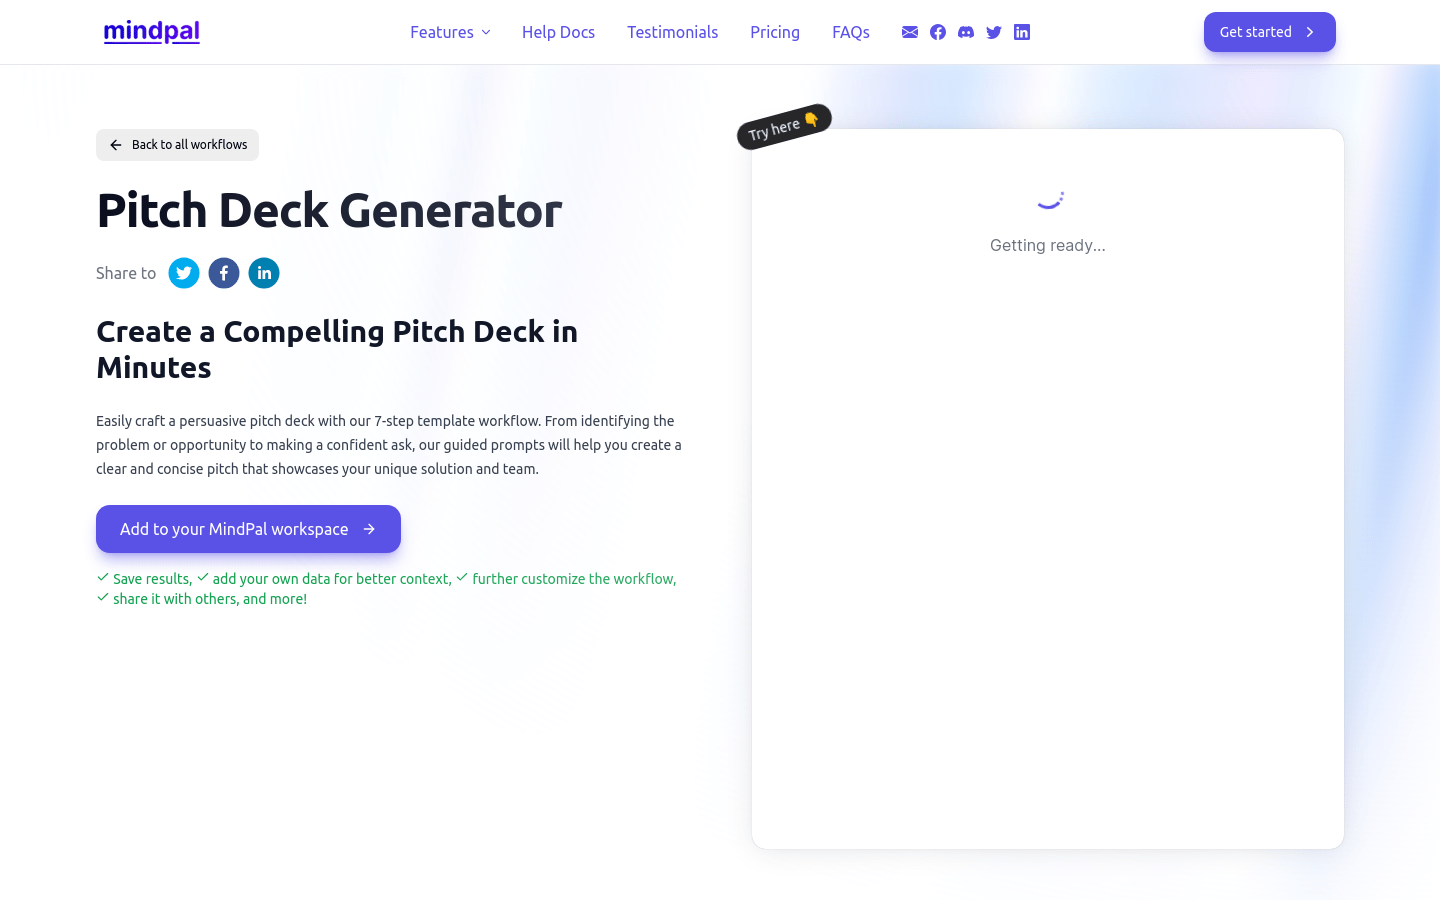 mindpal
Features
Help Docs
Testimonials
Pricing
FAQs
Get started
Back to all workflows
Pitch Deck Generator
Share to
Create a Compelling Pitch Deck in
Minutes
Easily craft a persuasive pitch deck with our 7-step template workflow. From identifying the
problem or opportunity to making a confident ask, our guided prompts will help you create a
clear and concise pitch that showcases your unique solution and team.
Add to your MindPal workspace
✓ Save results, ✓ add your own data for better context, ✓ further customize the workflow,
✓ share it with others, and more!
Try here 👇
Getting ready...